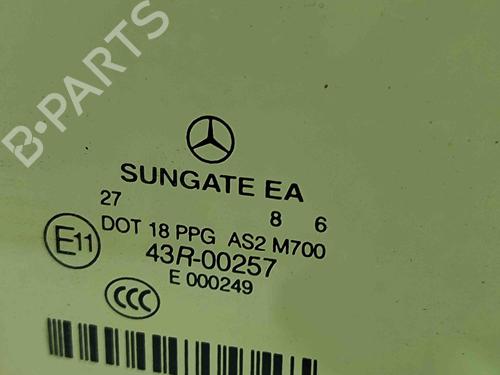 B-PARTS
SUNGATE EA
27 8 6
DOT 18 PPG AS2 M700
E11 43R-00257
E 000249
CCC